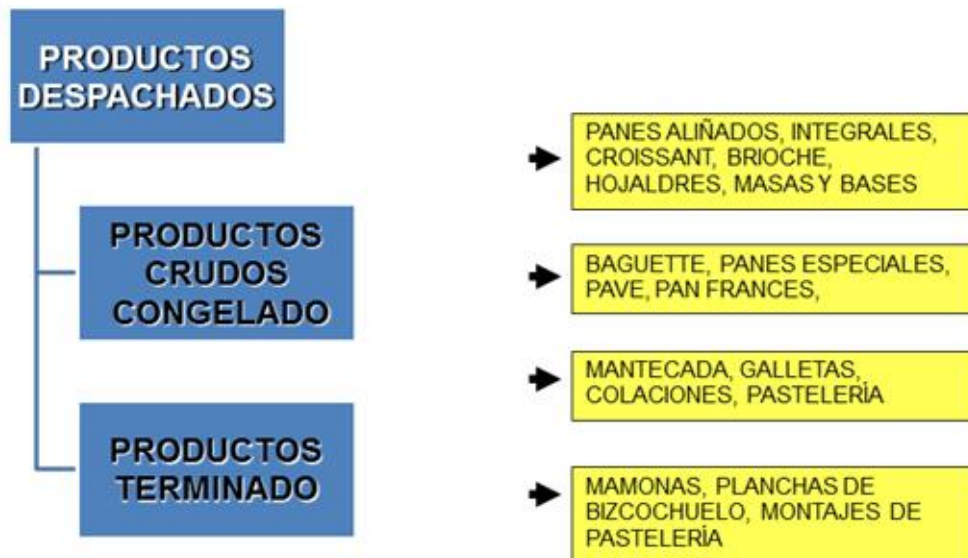 PRODUCTOS
DESPACHADOS
PRODUCTOS
CRUDOS
CONGELADO
PRODUCTOS
TERMINADO
PANES ALIÑADOS, INTEGRALES,
CROISSANT, BRIOCHE,
HOJALDRES, MASAS Y BASES
BAGUETTE, PANES ESPECIALES,
PAVE, PAN FRANCES,
MANTECADA, GALLETAS,
COLACIONES, PASTELERÍA
MAMONAS, PLANCHAS DE
BIZCOCHUELO, MONTAJES DE
PASTELERÍA